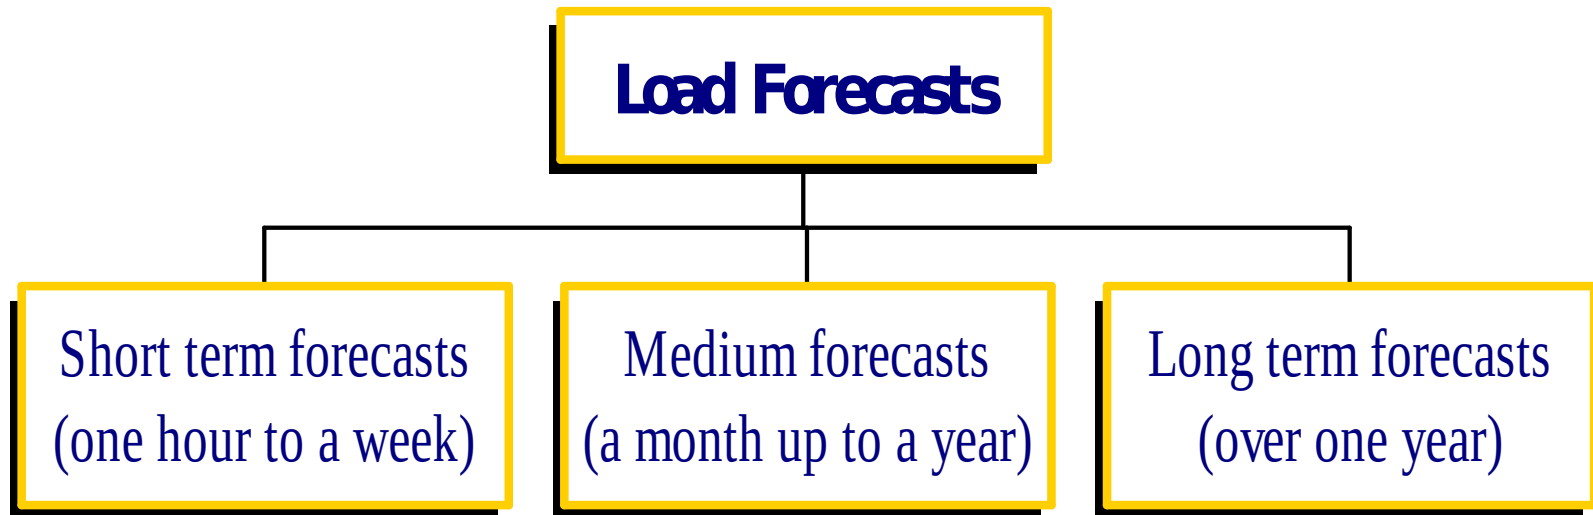 Load Forecasts
Short term forecasts
(one hour to a week)
Medium forecasts
(a month up to a year)
Long term forecasts
(over one year)